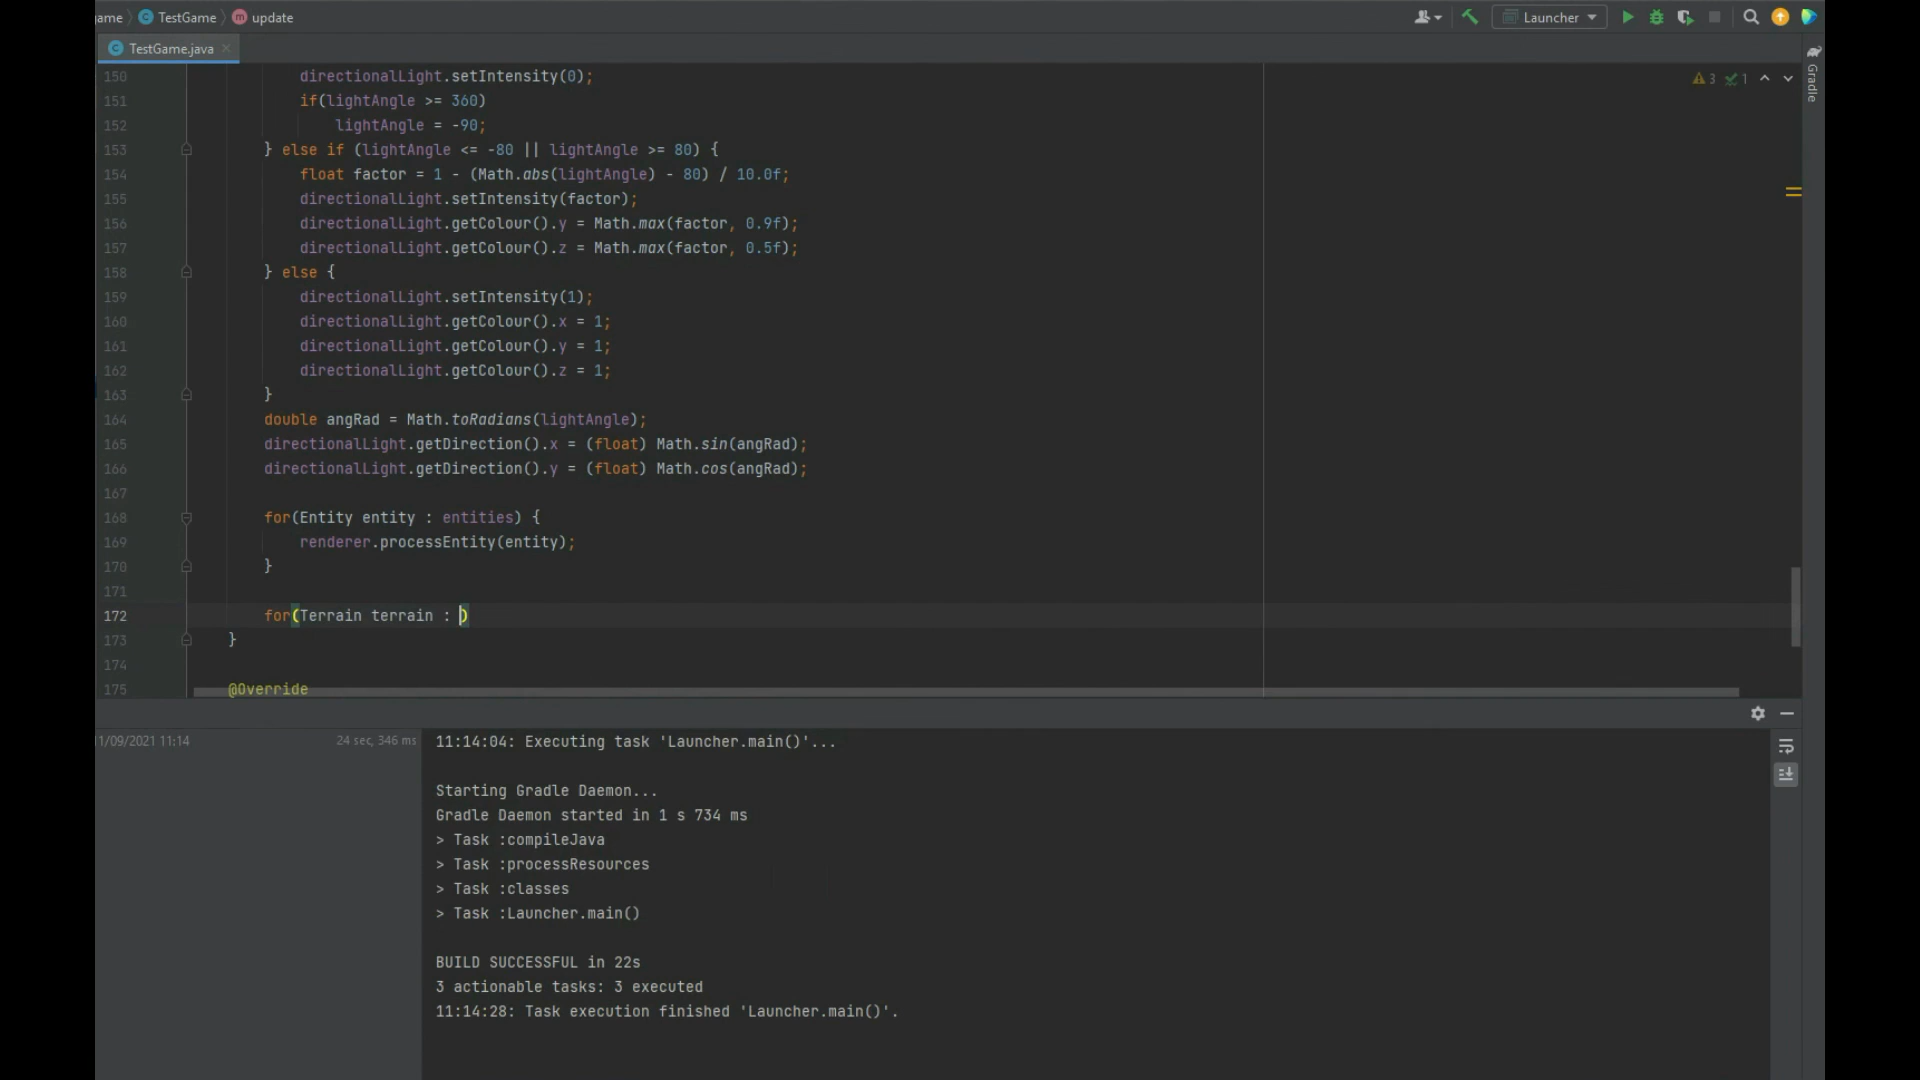 ame TestGame update
Launcher
TestGame.java
3 1
Gradle
150 directionalLight.setIntensity(0);
151 if(lightAngle >= 360)
152 lightAngle = -90;
153 } else if (lightAngle <= -80 || lightAngle >= 80) {
154 float factor = 1 - (Math.abs(lightAngle) - 80) / 10.0f;
155 directionalLight.setIntensity(factor);
156 directionalLight.getColour().y = Math.max(factor, 0.9f);
157 directionalLight.getColour().z = Math.max(factor, 0.5f);
158 } else {
159 directionalLight.setIntensity(1);
160 directionalLight.getColour().x = 1;
161 directionalLight.getColour().y = 1;
162 directionalLight.getColour().z = 1;
163 }
164 double angRad = Math.toRadians(lightAngle);
165 directionalLight.getDirection().x = (float) Math.sin(angRad);
166 directionalLight.getDirection().y = (float) Math.cos(angRad);
167
168 for(Entity entity : entities) {
169 renderer.processEntity(entity);
170 }
171
172 for(Terrain terrain : )
173 }
174
175 @Override
1/09/2021 11:14 24 sec, 346 ms
11:14:04: Executing task 'Launcher.main()'...
Starting Gradle Daemon...
Gradle Daemon started in 1 s 734 ms
> Task :compileJava
> Task :processResources
> Task :classes
> Task :Launcher.main()
BUILD SUCCESSFUL in 22s
3 actionable tasks: 3 executed
11:14:28: Task execution finished 'Launcher.main()'.